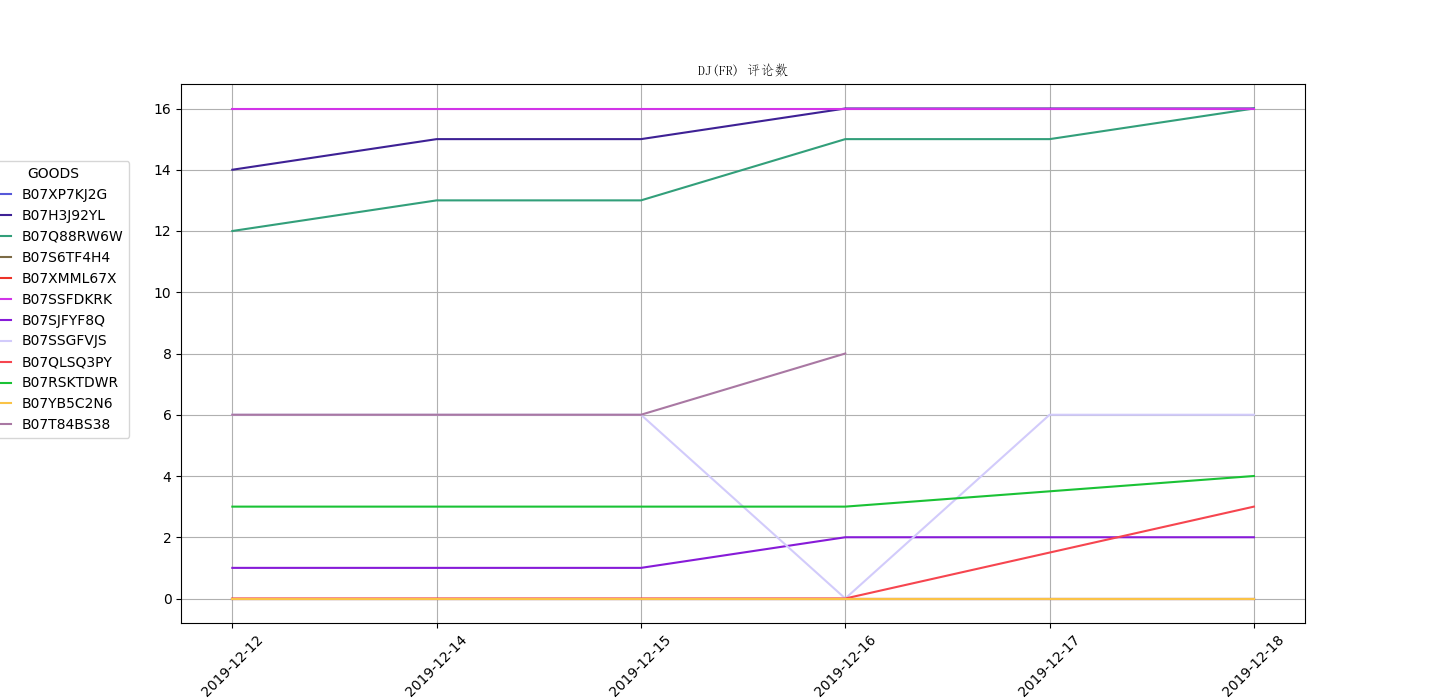 DJ(FR) 评论数
GOODS
B07XP7KJ2G
B07H3J92YL
B07Q88RW6W
B07S6TF4H4
B07XMML67X
B07SSFDKRK
B07SJFYF8Q
B07SSGFVJS
B07QLSQ3PY
B07RSKTDWR
B07YB5C2N6
B07T84BS38
16
14
12
10
8
6
4
2
0
2019-12-12
2019-12-14
2019-12-15
2019-12-16
2019-12-17
2019-12-18